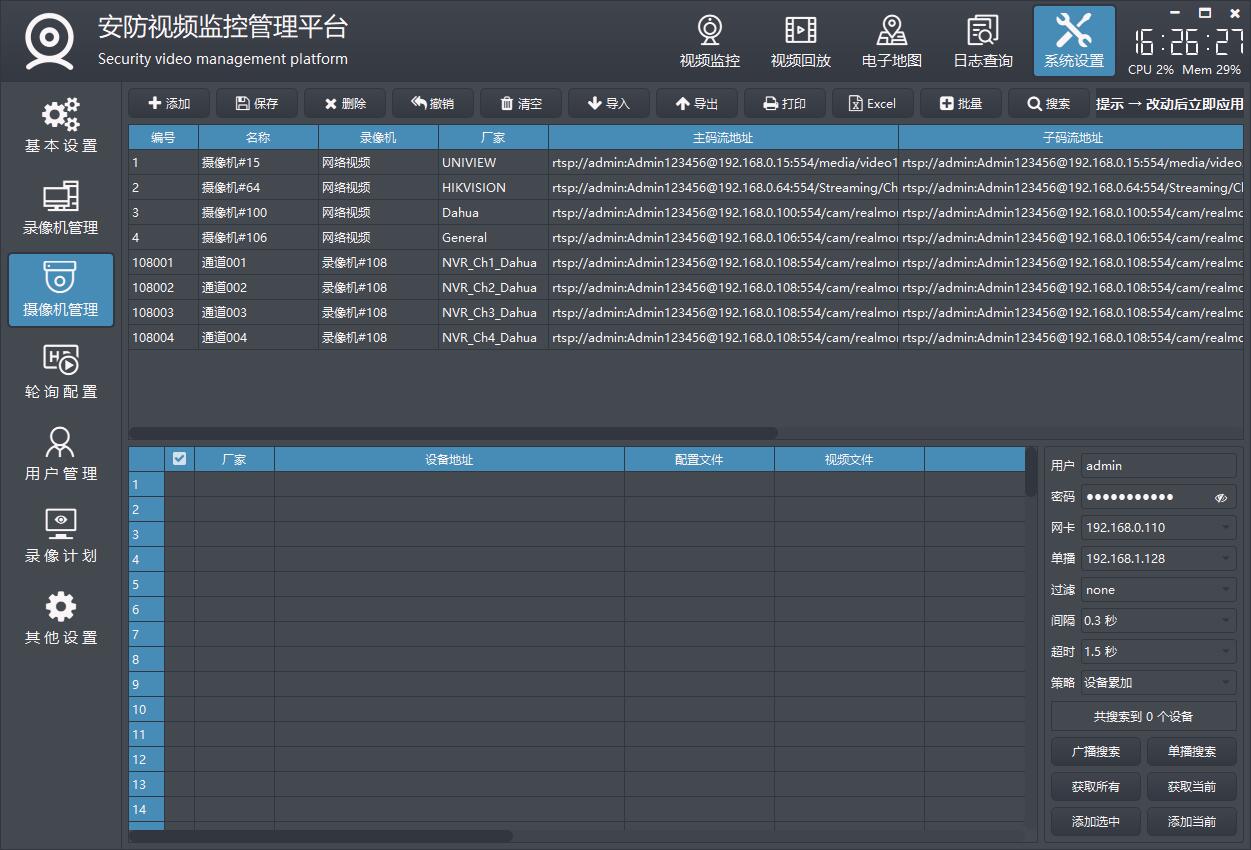 安防视频监控管理平台
Security video management platform
视频监控 视频回放 电子地图 日志查询 系统设置
16:26:27
CPU 2% Mem 29%
基本设置
录像机管理
摄像机管理
轮询配置
用户管理
录像计划
其他设置
添加 保存 删除 撤销 清空 导入 导出 打印 Excel 批量 搜索 提示 → 改动后立即应用
编号 名称 录像机 厂家 主码流地址 子码流地址
1 摄像机#15 网络视频 UNIVIEW rtsp://admin:Admin123456@192.168.0.15:554/media/video1 rtsp://admin:Admin123456@192.168.0.15:554/media/video
2 摄像机#64 网络视频 HIKVISION rtsp://admin:Admin123456@192.168.0.64:554/Streaming/Ch rtsp://admin:Admin123456@192.168.0.64:554/Streaming/Cl
3 摄像机#100 网络视频 Dahua rtsp://admin:Admin123456@192.168.0.100:554/cam/realmo rtsp://admin:Admin123456@192.168.0.100:554/cam/realmo
4 摄像机#106 网络视频 General rtsp://admin:Admin123456@192.168.0.106:554/cam/realmo rtsp://admin:Admin123456@192.168.0.106:554/cam/realmo
108001 通道001 录像机#108 NVR_Ch1_Dahua rtsp://admin:Admin123456@192.168.0.108:554/cam/realmo rtsp://admin:Admin123456@192.168.0.108:554/cam/realmo
108002 通道002 录像机#108 NVR_Ch2_Dahua rtsp://admin:Admin123456@192.168.0.108:554/cam/realmo rtsp://admin:Admin123456@192.168.0.108:554/cam/realmo
108003 通道003 录像机#108 NVR_Ch3_Dahua rtsp://admin:Admin123456@192.168.0.108:554/cam/realmo rtsp://admin:Admin123456@192.168.0.108:554/cam/realmo
108004 通道004 录像机#108 NVR_Ch4_Dahua rtsp://admin:Admin123456@192.168.0.108:554/cam/realmo rtsp://admin:Admin123456@192.168.0.108:554/cam/realmo
厂家 设备地址 配置文件 视频文件
1
2
3
4
5
6
7
8
9
10
11
12
13
14
用户 admin
密码 ●●●●●●●●●●●
网卡 192.168.0.110
单播 192.168.1.128
过滤 none
间隔 0.3 秒
超时 1.5 秒
策略 设备累加
共搜索到 0 个设备
广播搜索 单播搜索
获取所有 获取当前
添加选中 添加当前